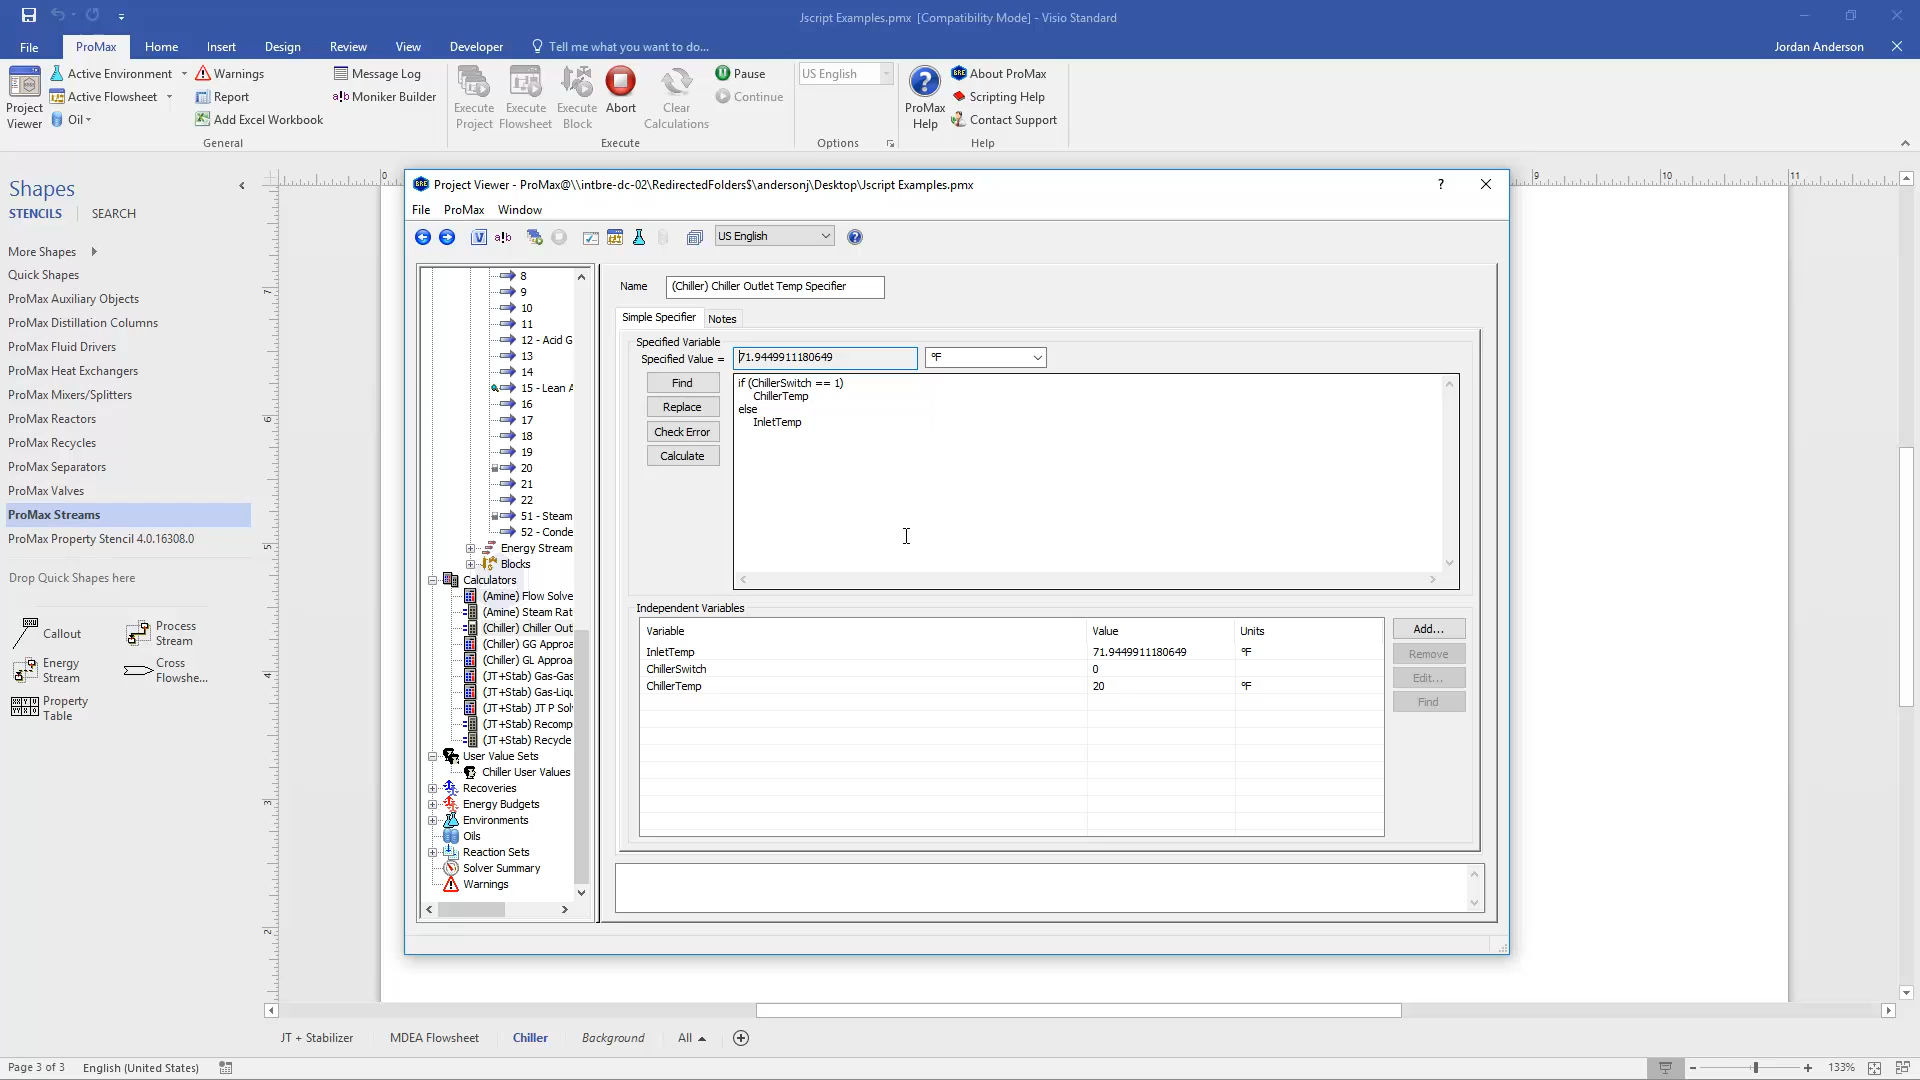 Jscript Examples.pmx [Compatibility Mode] - Visio Standard
File
ProMax
Home
Insert
Design
Review
View
Developer
Tell me what you want to do...
Jordan Anderson
Project Viewer
Active Environment
Active Flowsheet
Oil
Warnings
Report
Add Excel Workbook
Message Log
a!b Moniker Builder
General
Execute Project
Execute Flowsheet
Execute Block
Abort
Clear Calculations
Pause
Continue
Execute
US English
Options
ProMax Help
BRE About ProMax
Scripting Help
Contact Support
Help
Shapes
STENCILS
SEARCH
More Shapes
Quick Shapes
ProMax Auxiliary Objects
ProMax Distillation Columns
ProMax Fluid Drivers
ProMax Heat Exchangers
ProMax Mixers/Splitters
ProMax Reactors
ProMax Recycles
ProMax Separators
ProMax Valves
ProMax Streams
ProMax Property Stencil 4.0.16308.0
Drop Quick Shapes here
Callout
Process Stream
Energy Stream
Cross Flowshe...
Property Table
0
9
10
11
7
6
5
4
3
2
BRE Project Viewer - ProMax@\\intbre-dc-02\RedirectedFolders$\andersonj\Desktop\Jscript Examples.pmx
File
ProMax
Window
a!b
US English
8
9
10
11
12 - Acid G
13
14
15 - Lean A
16
17
18
19
20
21
22
51 - Steam
52 - Conde
Energy Stream
Blocks
Calculators
(Amine) Flow Solve
(Amine) Steam Rat
(Chiller) Chiller Out
(Chiller) GG Approa
(Chiller) GL Approa
(JT+Stab) Gas-Gas
(JT+Stab) Gas-Liqu
(JT+Stab) JT P Solv
(JT+Stab) Recomp
(JT+Stab) Recycle
User Value Sets
Chiller User Values
Recoveries
Energy Budgets
Environments
Oils
Reaction Sets
Solver Summary
Warnings
Name
(Chiller) Chiller Outlet Temp Specifier
Simple Specifier
Notes
Specified Variable
Specified Value =
71.9449911180649
°F
Find
Replace
Check Error
Calculate
if (ChillerSwitch == 1)
ChillerTemp
else
InletTemp
Independent Variables
Variable Value Units
InletTemp 71.9449911180649 °F
ChillerSwitch 0
ChillerTemp 20 °F
Add...
Remove
Edit...
Find
JT + Stabilizer
MDEA Flowsheet
Chiller
Background
All
Page 3 of 3
English (United States)
133%